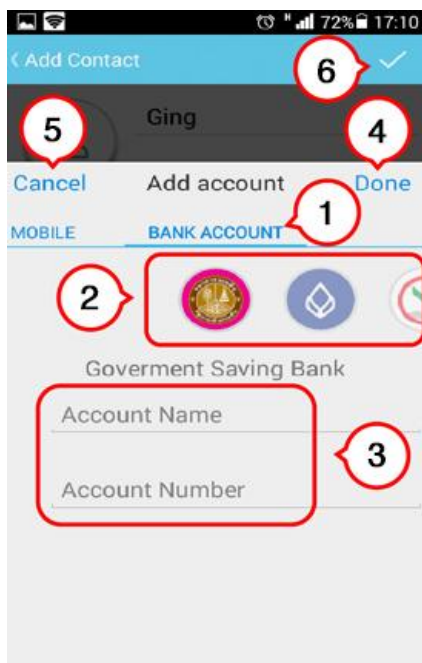 H 72% 17:10
Add Contact
6
Ging
5
4
Cancel Add account Done
1
MOBILE BANK ACCOUNT
2
Goverment Saving Bank
Account Name
3
Account Number